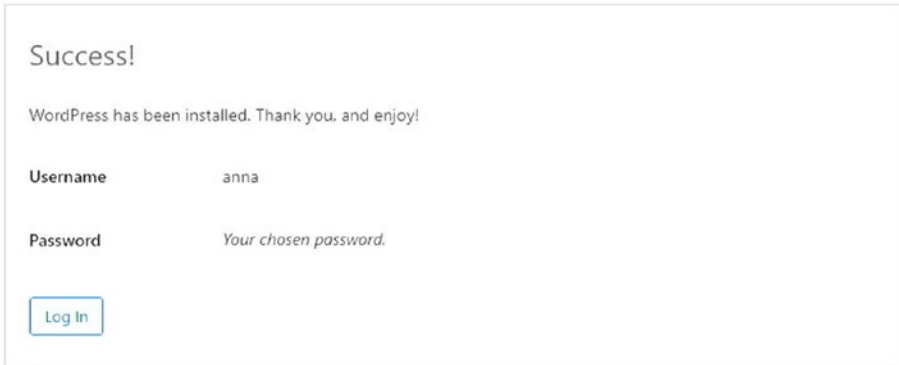 Success!
WordPress has been installed. Thank you, and enjoy!
Username anna
Password Your chosen password.
Log In